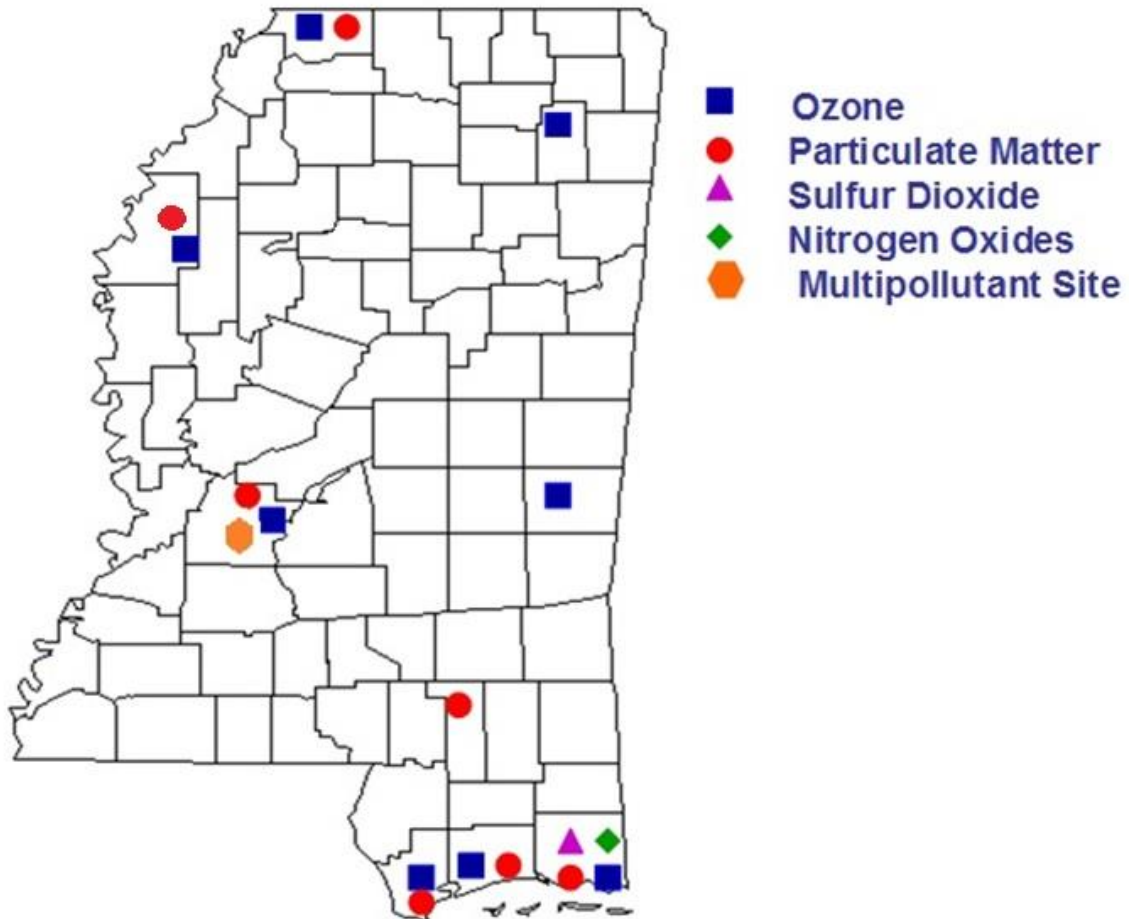 Ozone
Particulate Matter
Sulfur Dioxide
Nitrogen Oxides
Multipollutant Site